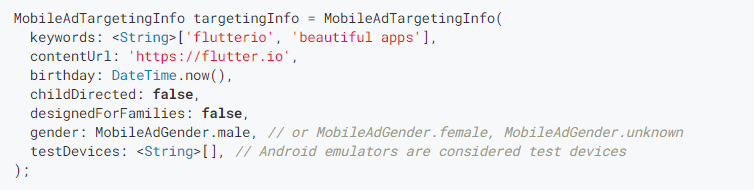 MobileAdTargetingInfo targetingInfo = MobileAdTargetingInfo(
  keywords: <String>['flutterio', 'beautiful apps'],
  contentUrl: 'https://flutter.io',
  birthday: DateTime.now(),
  childDirected: false,
  designedForFamilies: false,
  gender: MobileAdGender.male, // or MobileAdGender.female, MobileAdGender.unknown
  testDevices: <String>[], // Android emulators are considered test devices
);